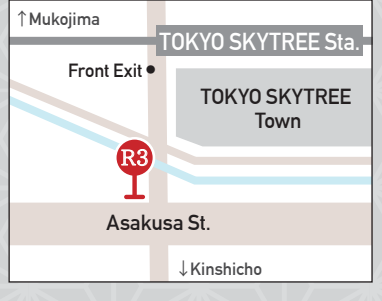 ↑Mukojima
TOKYO SKYTREE Sta.
Front Exit
TOKYO SKYTREE
Town
R3
Asakusa St.
↓Kinshicho